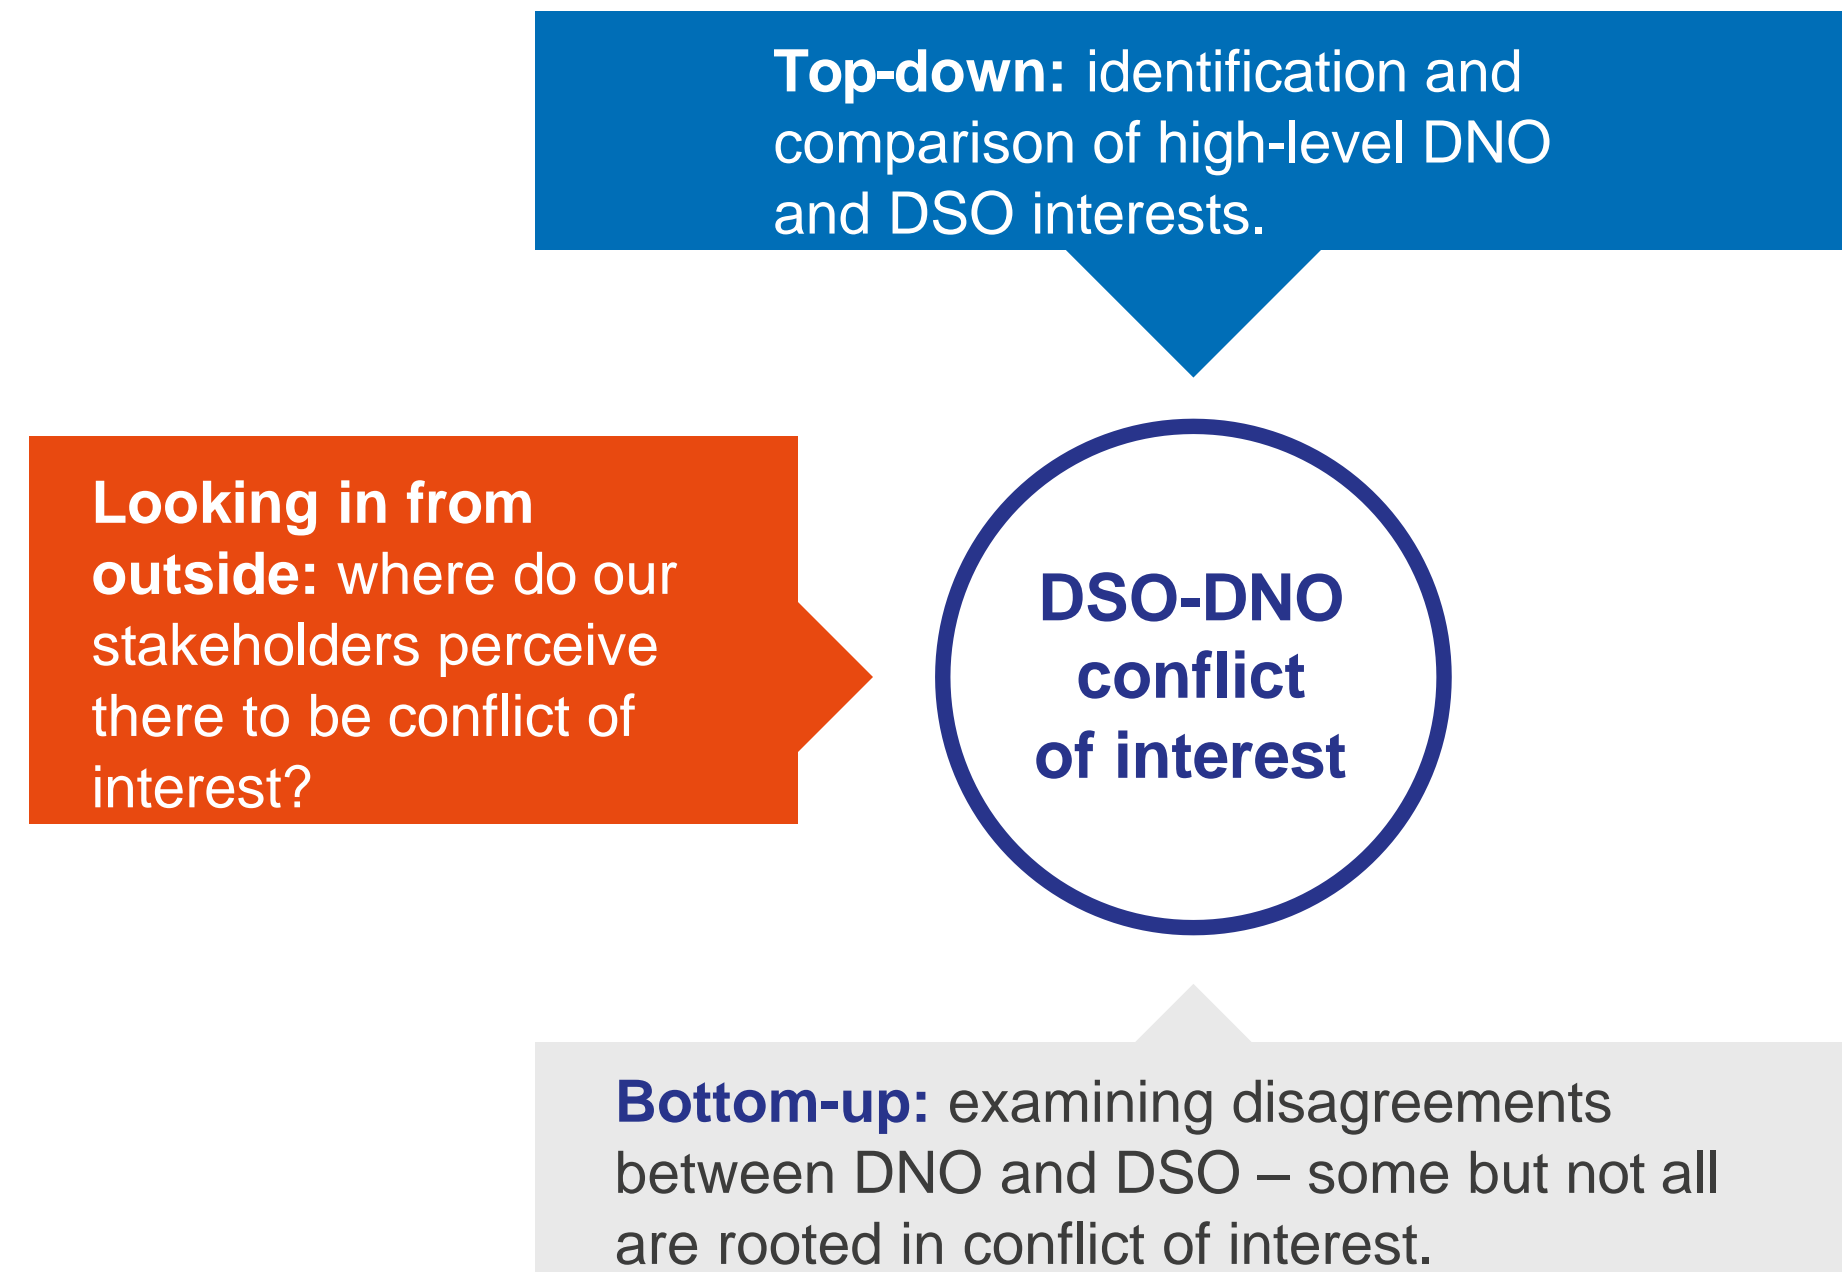 Top-down: identification and
comparison of high-level DNO
and DSO interests.
Looking in from
outside: where do our
stakeholders perceive
there to be conflict of
interest?
DSO-DNO
conflict
of interest
Bottom-up: examining disagreements
between DNO and DSO – some but not all
are rooted in conflict of interest.